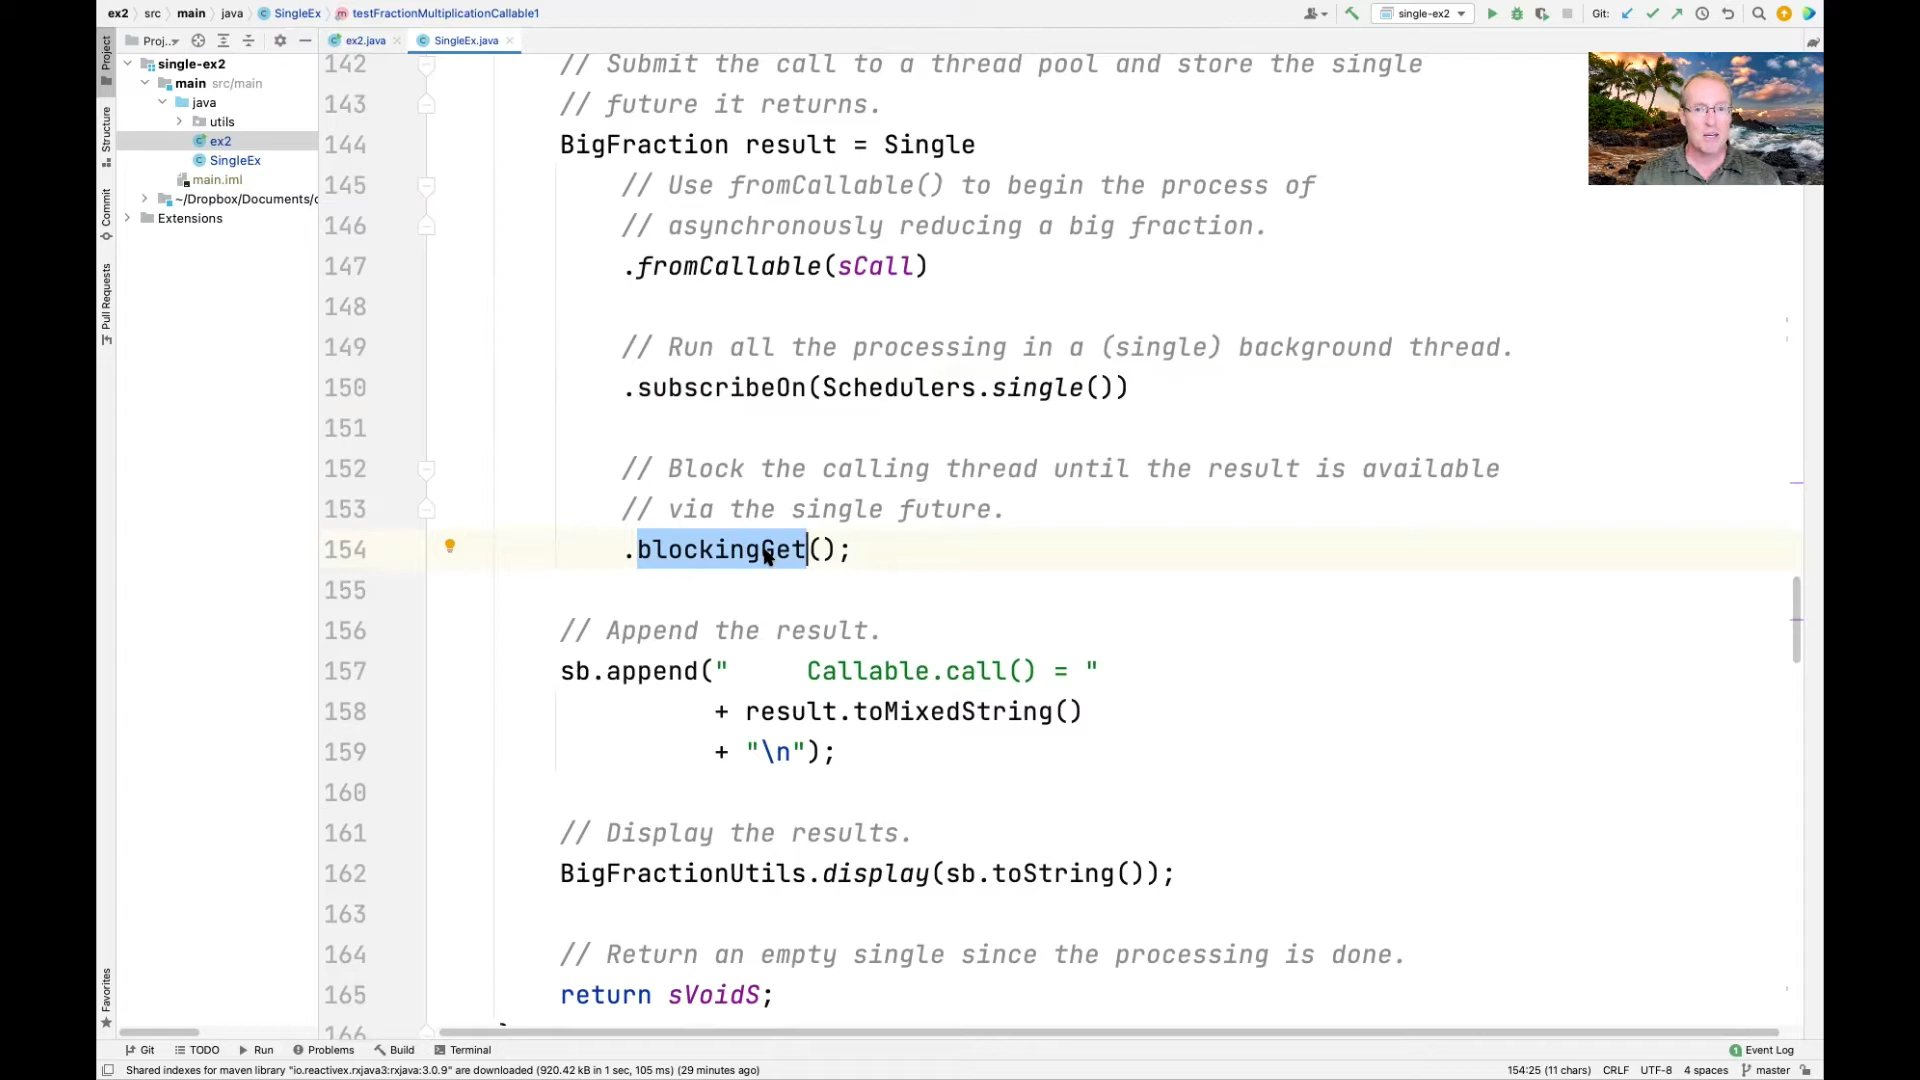 ex2 src main java SingleEx testFractionMultiplicationCallable1
single-ex2 Git:
Proj... ex2.java SingleEx.java
Project
Structure
Commit
Pull Requests
Favorites
single-ex2
main src/main
java
utils
ex2
SingleEx
main.iml
~/Dropbox/Documents/c
Extensions
142 // Submit the call to a thread pool and store the single
143 // future it returns.
144 BigFraction result = Single
145 // Use fromCallable() to begin the process of
146 // asynchronously reducing a big fraction.
147 .fromCallable(sCall)
148
149 // Run all the processing in a (single) background thread.
150 .subscribeOn(Schedulers.single())
151
152 // Block the calling thread until the result is available
153 // via the single future.
154 .blockingGet();
155
156 // Append the result.
157 sb.append("     Callable.call() = "
158 + result.toMixedString()
159 + "\n");
160
161 // Display the results.
162 BigFractionUtils.display(sb.toString());
163
164 // Return an empty single since the processing is done.
165 return sVoidS;
166
Git TODO Run Problems Build Terminal 1 Event Log
Shared indexes for maven library "io.reactivex.rxjava3:rxjava:3.0.9" are downloaded (920.42 kB in 1 sec, 105 ms) (29 minutes ago) 154:25 (11 chars) CRLF UTF-8 4 spaces master